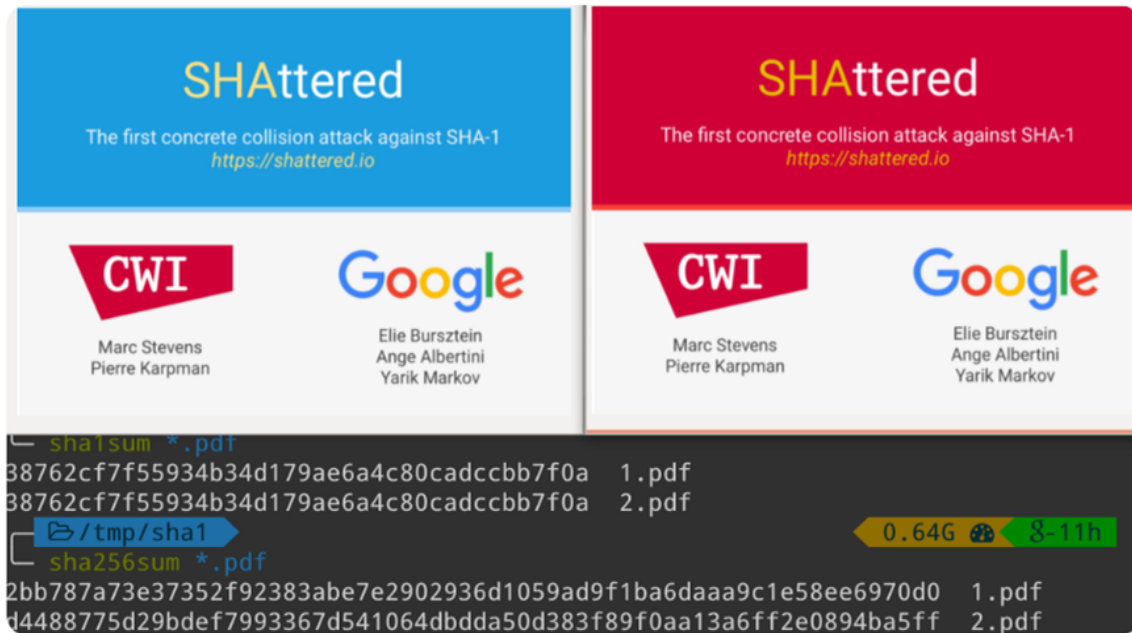 SHAttered
The first concrete collision attack against SHA-1
https://shattered.io
CWI
Marc Stevens
Pierre Karpman
Google
Elie Bursztein
Ange Albertini
Yarik Markov
SHAttered
The first concrete collision attack against SHA-1
https://shattered.io
CWI
Marc Stevens
Pierre Karpman
Google
Elie Bursztein
Ange Albertini
Yarik Markov
sha1sum *.pdf
38762cf7f55934b34d179ae6a4c80cadccbb7f0a 1.pdf
38762cf7f55934b34d179ae6a4c80cadccbb7f0a 2.pdf
/tmp/sha1 0.64G 8-11h
sha256sum *.pdf
2bb787a73e37352f92383abe7e2902936d1059ad9f1ba6daaa9c1e58ee6970d0 1.pdf
d4488775d29bdef7993367d541064dbdda50d383f89f0aa13a6ff2e0894ba5ff 2.pdf